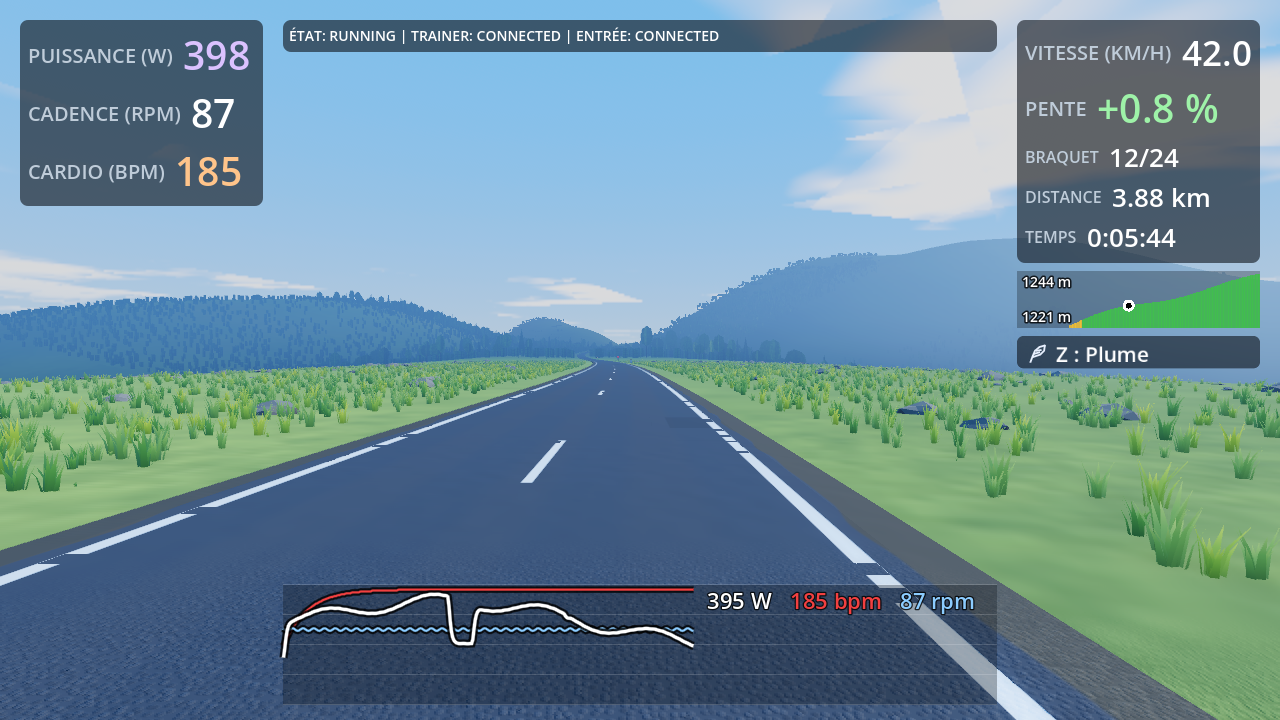 PUISSANCE (W) 398
CADENCE (RPM) 87
CARDIO (BPM) 185
ÉTAT: RUNNING | TRAINER: CONNECTED | ENTRÉE: CONNECTED
VITESSE (KM/H) 42.0
PENTE +0.8 %
BRAQUET 12/24
DISTANCE 3.88 km
TEMPS 0:05:44
1244 m
1221 m
Z : Plume
395 W 185 bpm 87 rpm